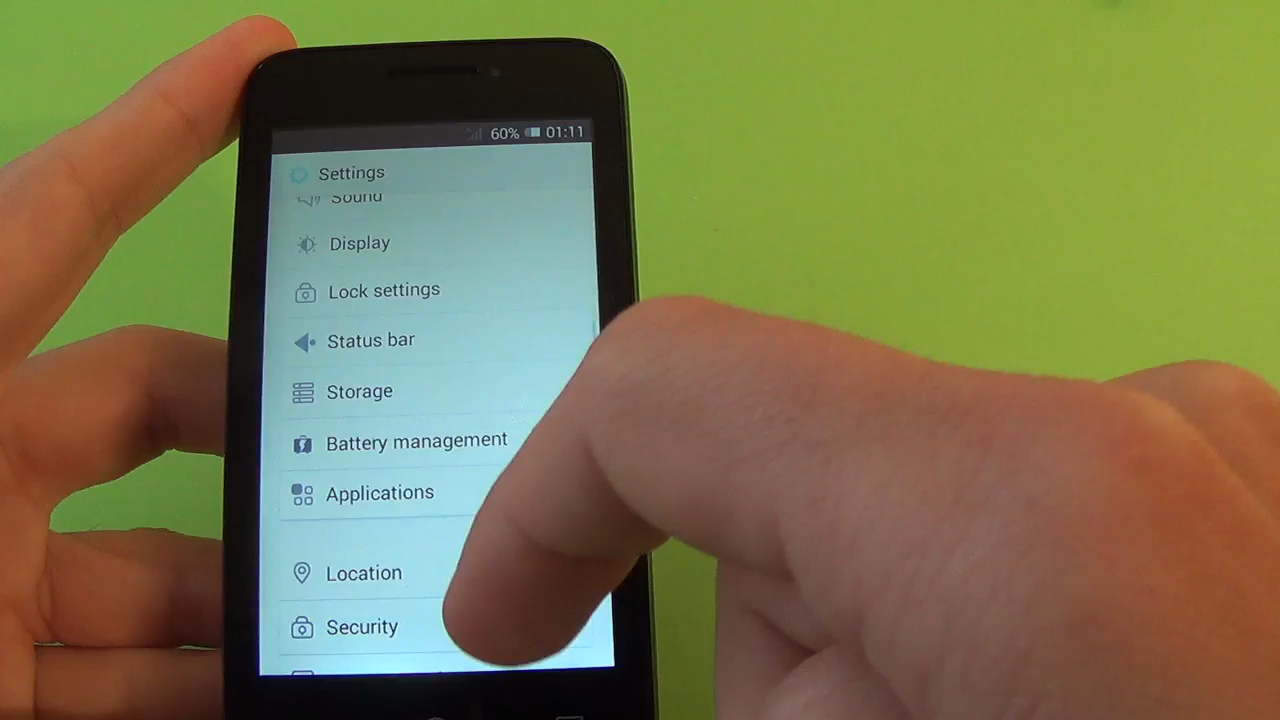 60% 01:11
Settings
Sound
Display
Lock settings
Status bar
Storage
Battery management
Applications
Location
Security